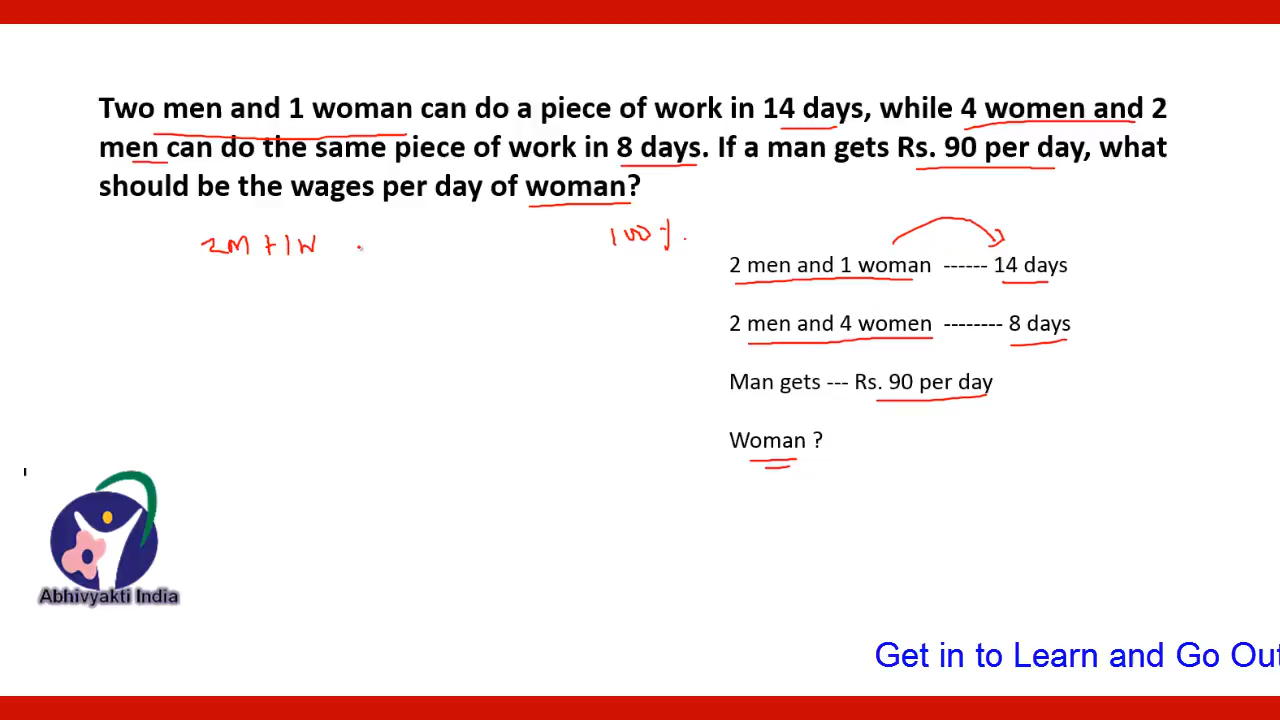 Two men and 1 woman can do a piece of work in 14 days, while 4 women and 2
men can do the same piece of work in 8 days. If a man gets Rs. 90 per day, what
should be the wages per day of woman?
2M + 1W
100%
2 men and 1 woman ------ 14 days
2 men and 4 women -------- 8 days
Man gets --- Rs. 90 per day
Woman ?
Abhivyakti India
Get in to Learn and Go Out